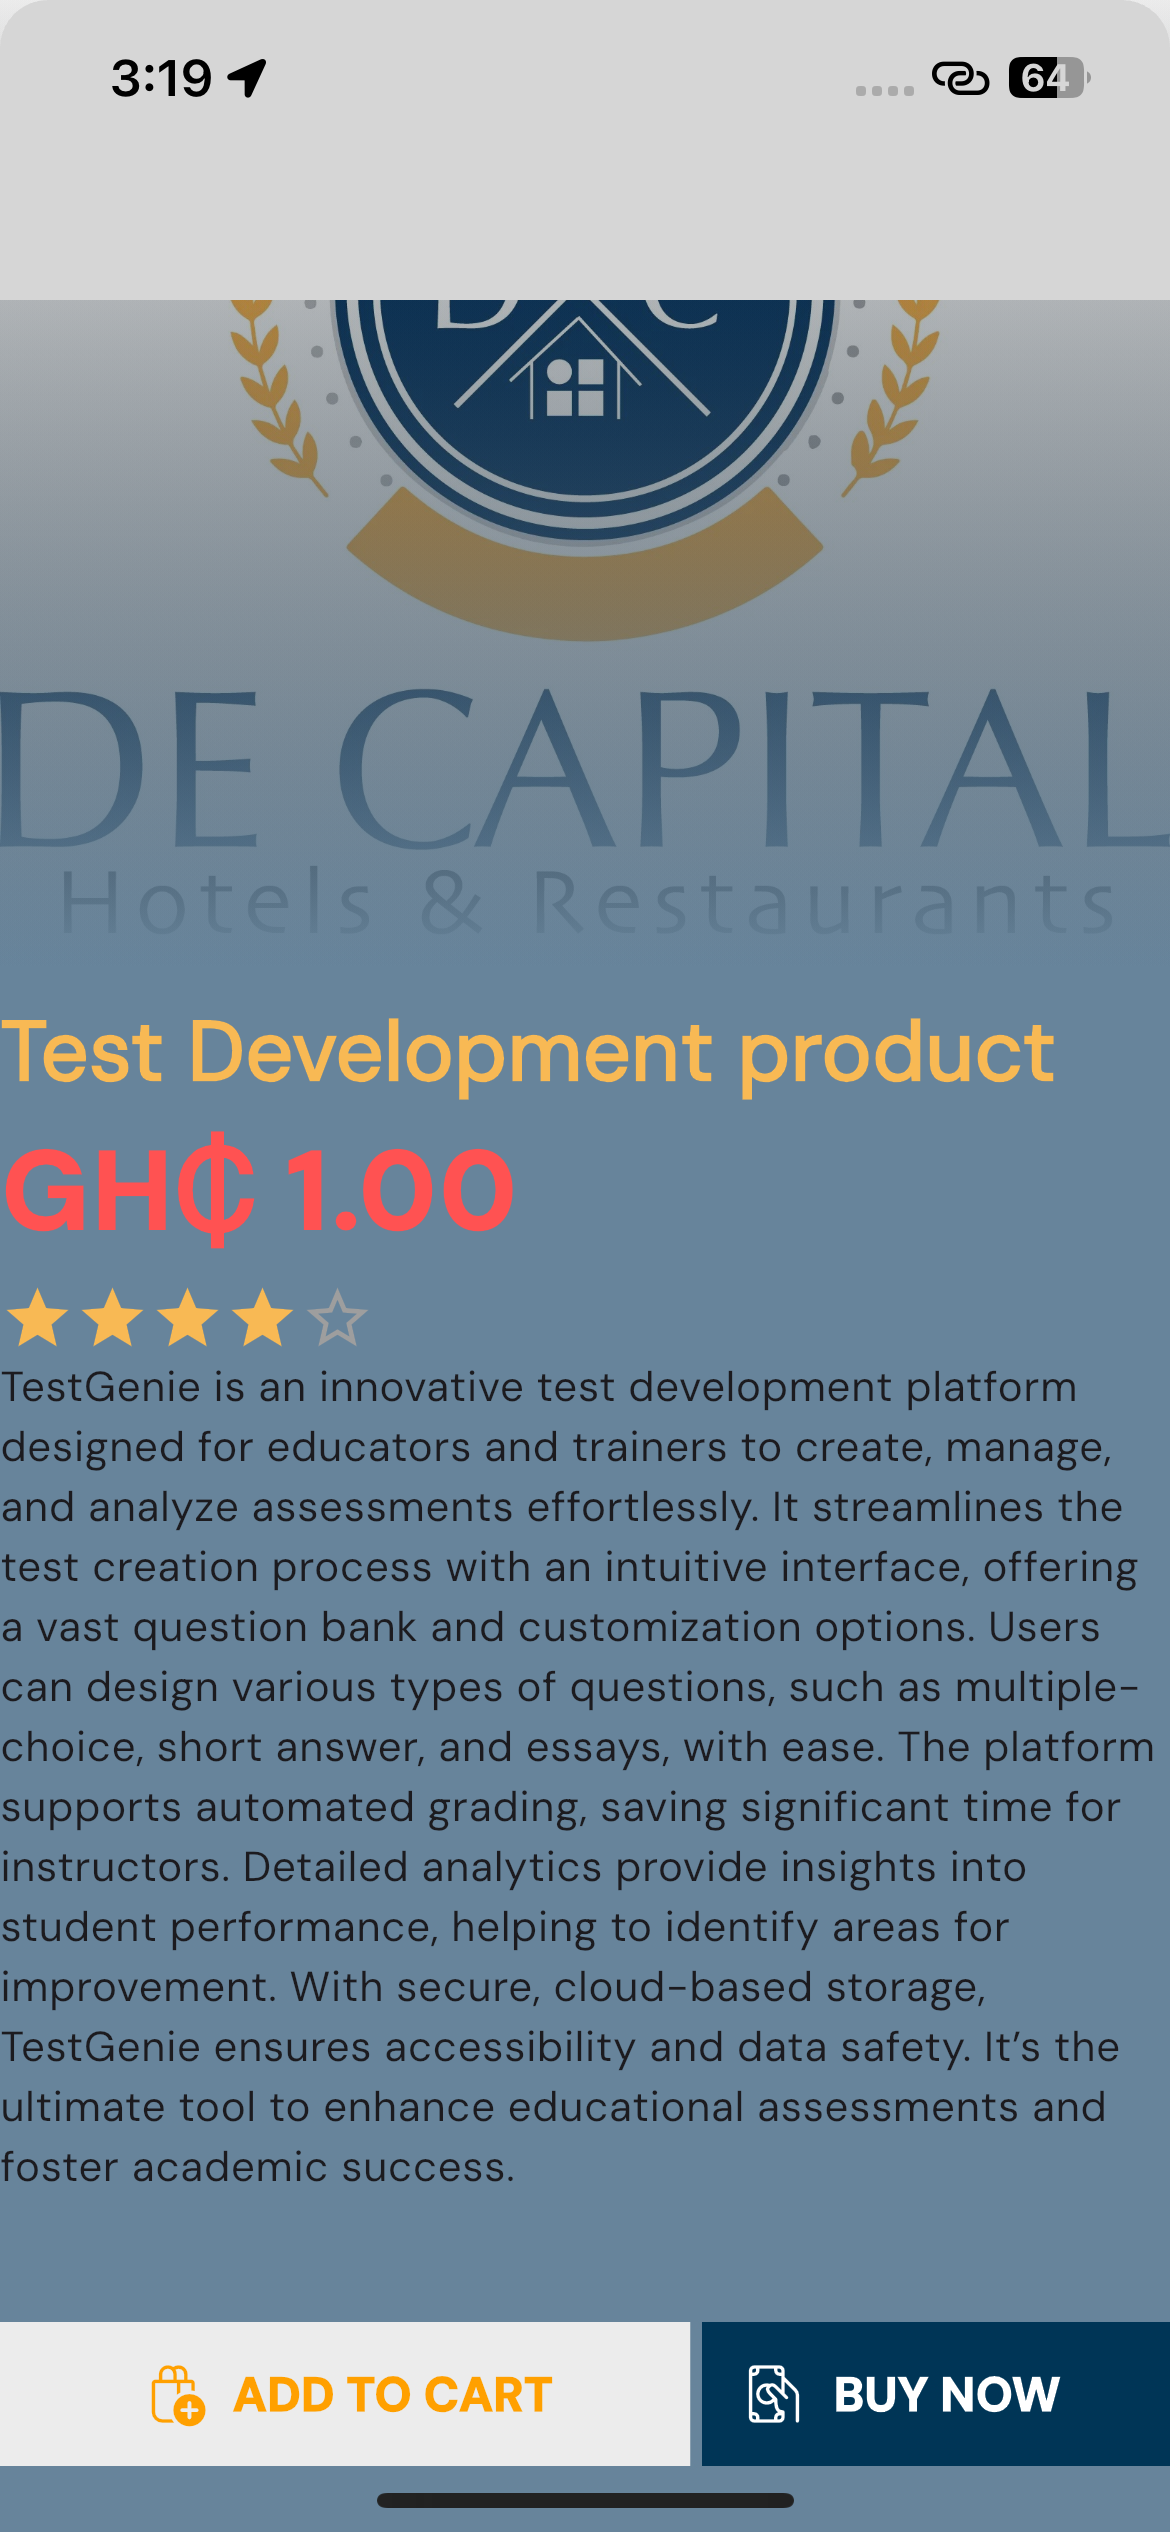 3:19
64
D C
DE CAPITAL
Hotels & Restaurants
Test Development product
GH₵ 1.00
TestGenie is an innovative test development platform
designed for educators and trainers to create, manage,
and analyze assessments effortlessly. It streamlines the
test creation process with an intuitive interface, offering
a vast question bank and customization options. Users
can design various types of questions, such as multiple-
choice, short answer, and essays, with ease. The platform
supports automated grading, saving significant time for
instructors. Detailed analytics provide insights into
student performance, helping to identify areas for
improvement. With secure, cloud-based storage,
TestGenie ensures accessibility and data safety. It’s the
ultimate tool to enhance educational assessments and
foster academic success.
ADD TO CART
BUY NOW